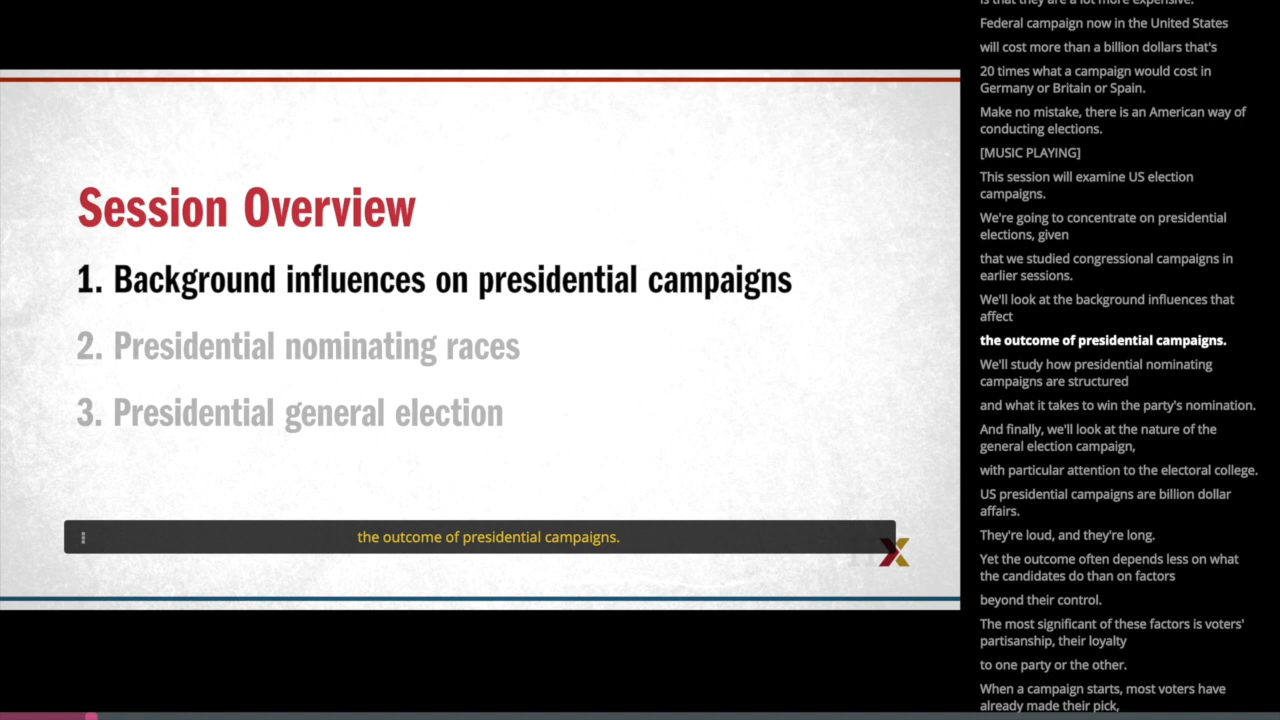 Session Overview
1. Background influences on presidential campaigns
2. Presidential nominating races
3. Presidential general election
the outcome of presidential campaigns.
is that they are a lot more expensive.
Federal campaign now in the United States
will cost more than a billion dollars that's
20 times what a campaign would cost in
Germany or Britain or Spain.
Make no mistake, there is an American way of
conducting elections.
[MUSIC PLAYING]
This session will examine US election
campaigns.
We're going to concentrate on presidential
elections, given
that we studied congressional campaigns in
earlier sessions.
We'll look at the background influences that
affect
the outcome of presidential campaigns.
We'll study how presidential nominating
campaigns are structured
and what it takes to win the party's nomination.
And finally, we'll look at the nature of the
general election campaign,
with particular attention to the electoral college.
US presidential campaigns are billion dollar
affairs.
They're loud, and they're long.
Yet the outcome often depends less on what
the candidates do than on factors
beyond their control.
The most significant of these factors is voters'
partisanship, their loyalty
to one party or the other.
When a campaign starts, most voters have
already made their pick,